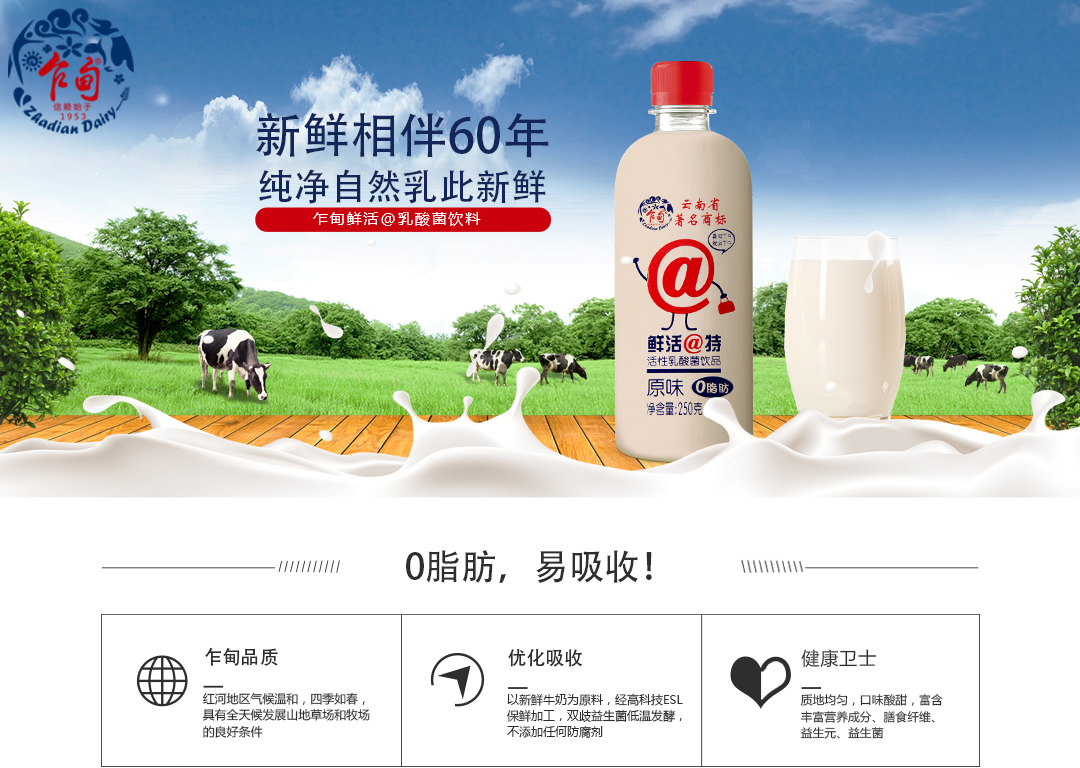 乍甸
信赖始于
1953
Zhadian Dairy
新鲜相伴60年
纯净自然乳此新鲜
乍甸鲜活@乳酸菌饮料
乍甸
Zhadian Dairy
云南省
著名商标
@
鲜活@特
活性乳酸菌饮品
原味 0脂肪
净含量:250克
0脂肪，易吸收！
乍甸品质
红河地区气候温和，四季如春，
具有全天候发展山地草场和牧场
的良好条件
优化吸收
以新鲜牛奶为原料，经高科技ESL
保鲜加工，双歧益生菌低温发酵，
不添加任何防腐剂
健康卫士
质地均匀，口味酸甜，富含
丰富营养成分、膳食纤维、
益生元、益生菌